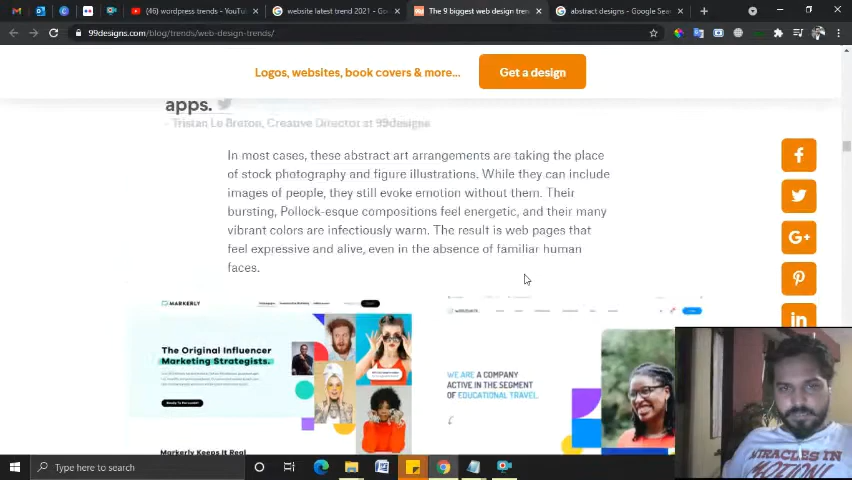 (46) wordpress trends - YouTu
website latest trend 2021 - Go
The 9 biggest web design tren
abstract designs - Google Sea
99designs.com/blog/trends/web-design-trends/
Logos, websites, book covers & more...
Get a design
apps.
- Tristan Le Breton, Creative Director at 99designs
In most cases, these abstract art arrangements are taking the place
of stock photography and figure illustrations. While they can include
images of people, they still evoke emotion without them. Their
bursting, Pollock-esque compositions feel energetic, and their many
vibrant colors are infectiously warm. The result is web pages that
feel expressive and alive, even in the absence of familiar human
faces.
MARKERLY
The Original Influencer
Marketing Strategists.
Markerly Keeps It Real
WE ARE A COMPANY
ACTIVE IN THE SEGMENT
OF EDUCATIONAL TRAVEL
f
G+
in
MIRACLES IN
MOTION!
Type here to search